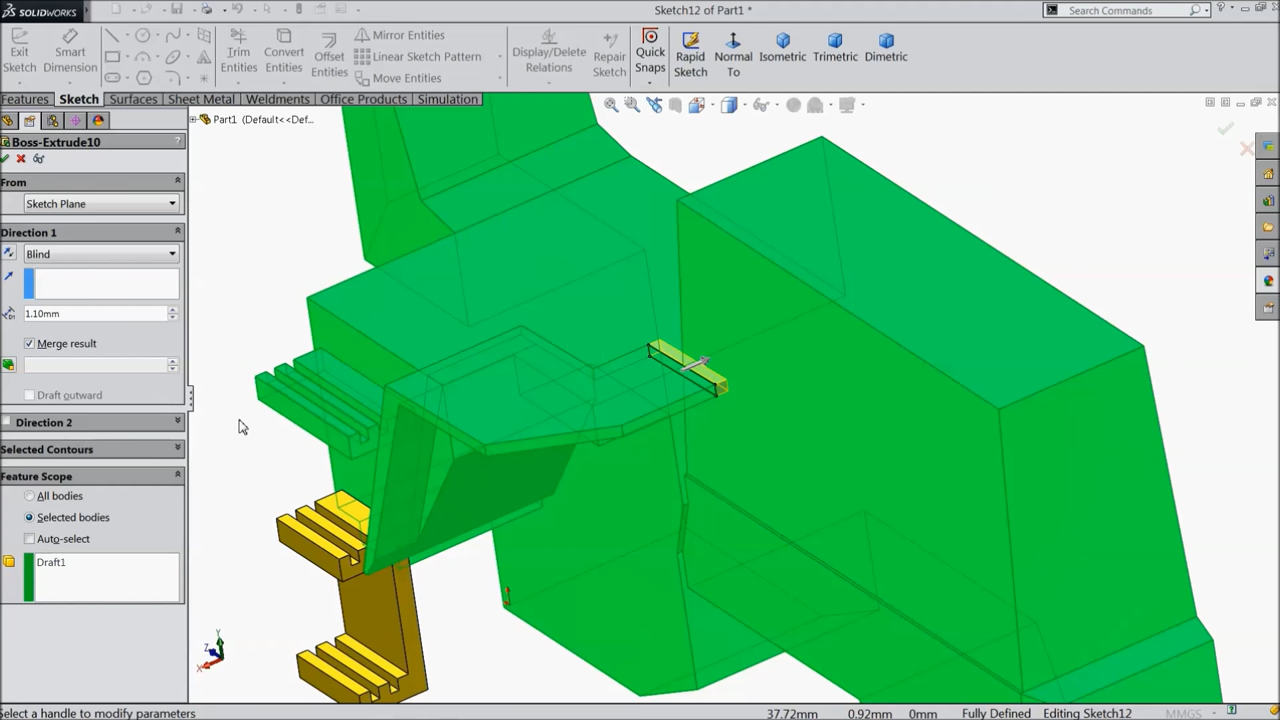 SOLIDWORKS
Sketch12 of Part1 *
Search Commands
?
Exit Sketch
Smart Dimension
Trim Entities
Convert Entities
Offset Entities
Mirror Entities
Linear Sketch Pattern
Move Entities
Display/Delete Relations
Repair Sketch
Quick Snaps
Rapid Sketch
Normal To
Isometric
Trimetric
Dimetric
Features
Sketch
Surfaces
Sheet Metal
Weldments
Office Products
Simulation
Part1 (Default<<Def...
Boss-Extrude10
?
From
Sketch Plane
Direction 1
Blind
D1
1.10mm
Merge result
Draft outward
Direction 2
Selected Contours
Feature Scope
All bodies
Selected bodies
Auto-select
Draft1
Y
Z
X
Select a handle to modify parameters
37.72mm
0.92mm
0mm
Fully Defined
Editing Sketch12
MMGS
?